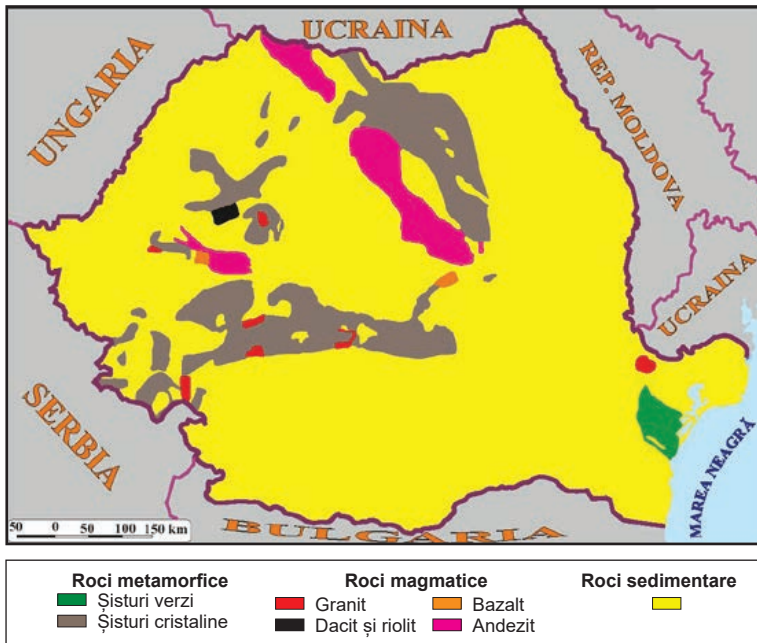 UCRAINA
UNGARIA
REP. MOLDOVA
UCRAINA
SERBIA
MAREA NEAGRĂ
BULGARIA
50 0 50 100 150 km
Roci metamorfice
Șisturi verzi
Șisturi cristaline
Roci magmatice
Granit
Bazalt
Dacit și riolit
Andezit
Roci sedimentare